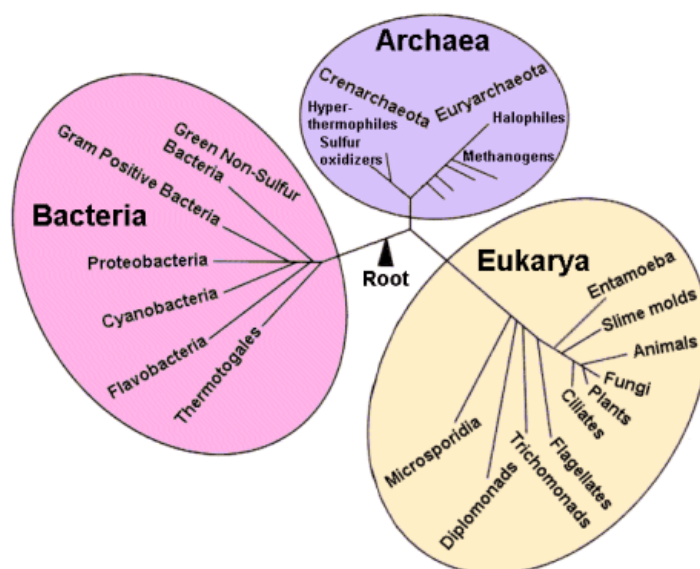 Archaea
Crenarchaeota
Euryarchaeota
Hyper-
thermophiles
Sulfur
oxidizers
Halophiles
Methanogens
Bacteria
Green Non-Sulfur
Bacteria
Gram Positive Bacteria
Proteobacteria
Cyanobacteria
Flavobacteria
Thermotogales
Root
Eukarya
Entamoeba
Slime molds
Animals
Fungi
Plants
Ciliates
Flagellates
Trichomonads
Diplomonads
Microsporidia